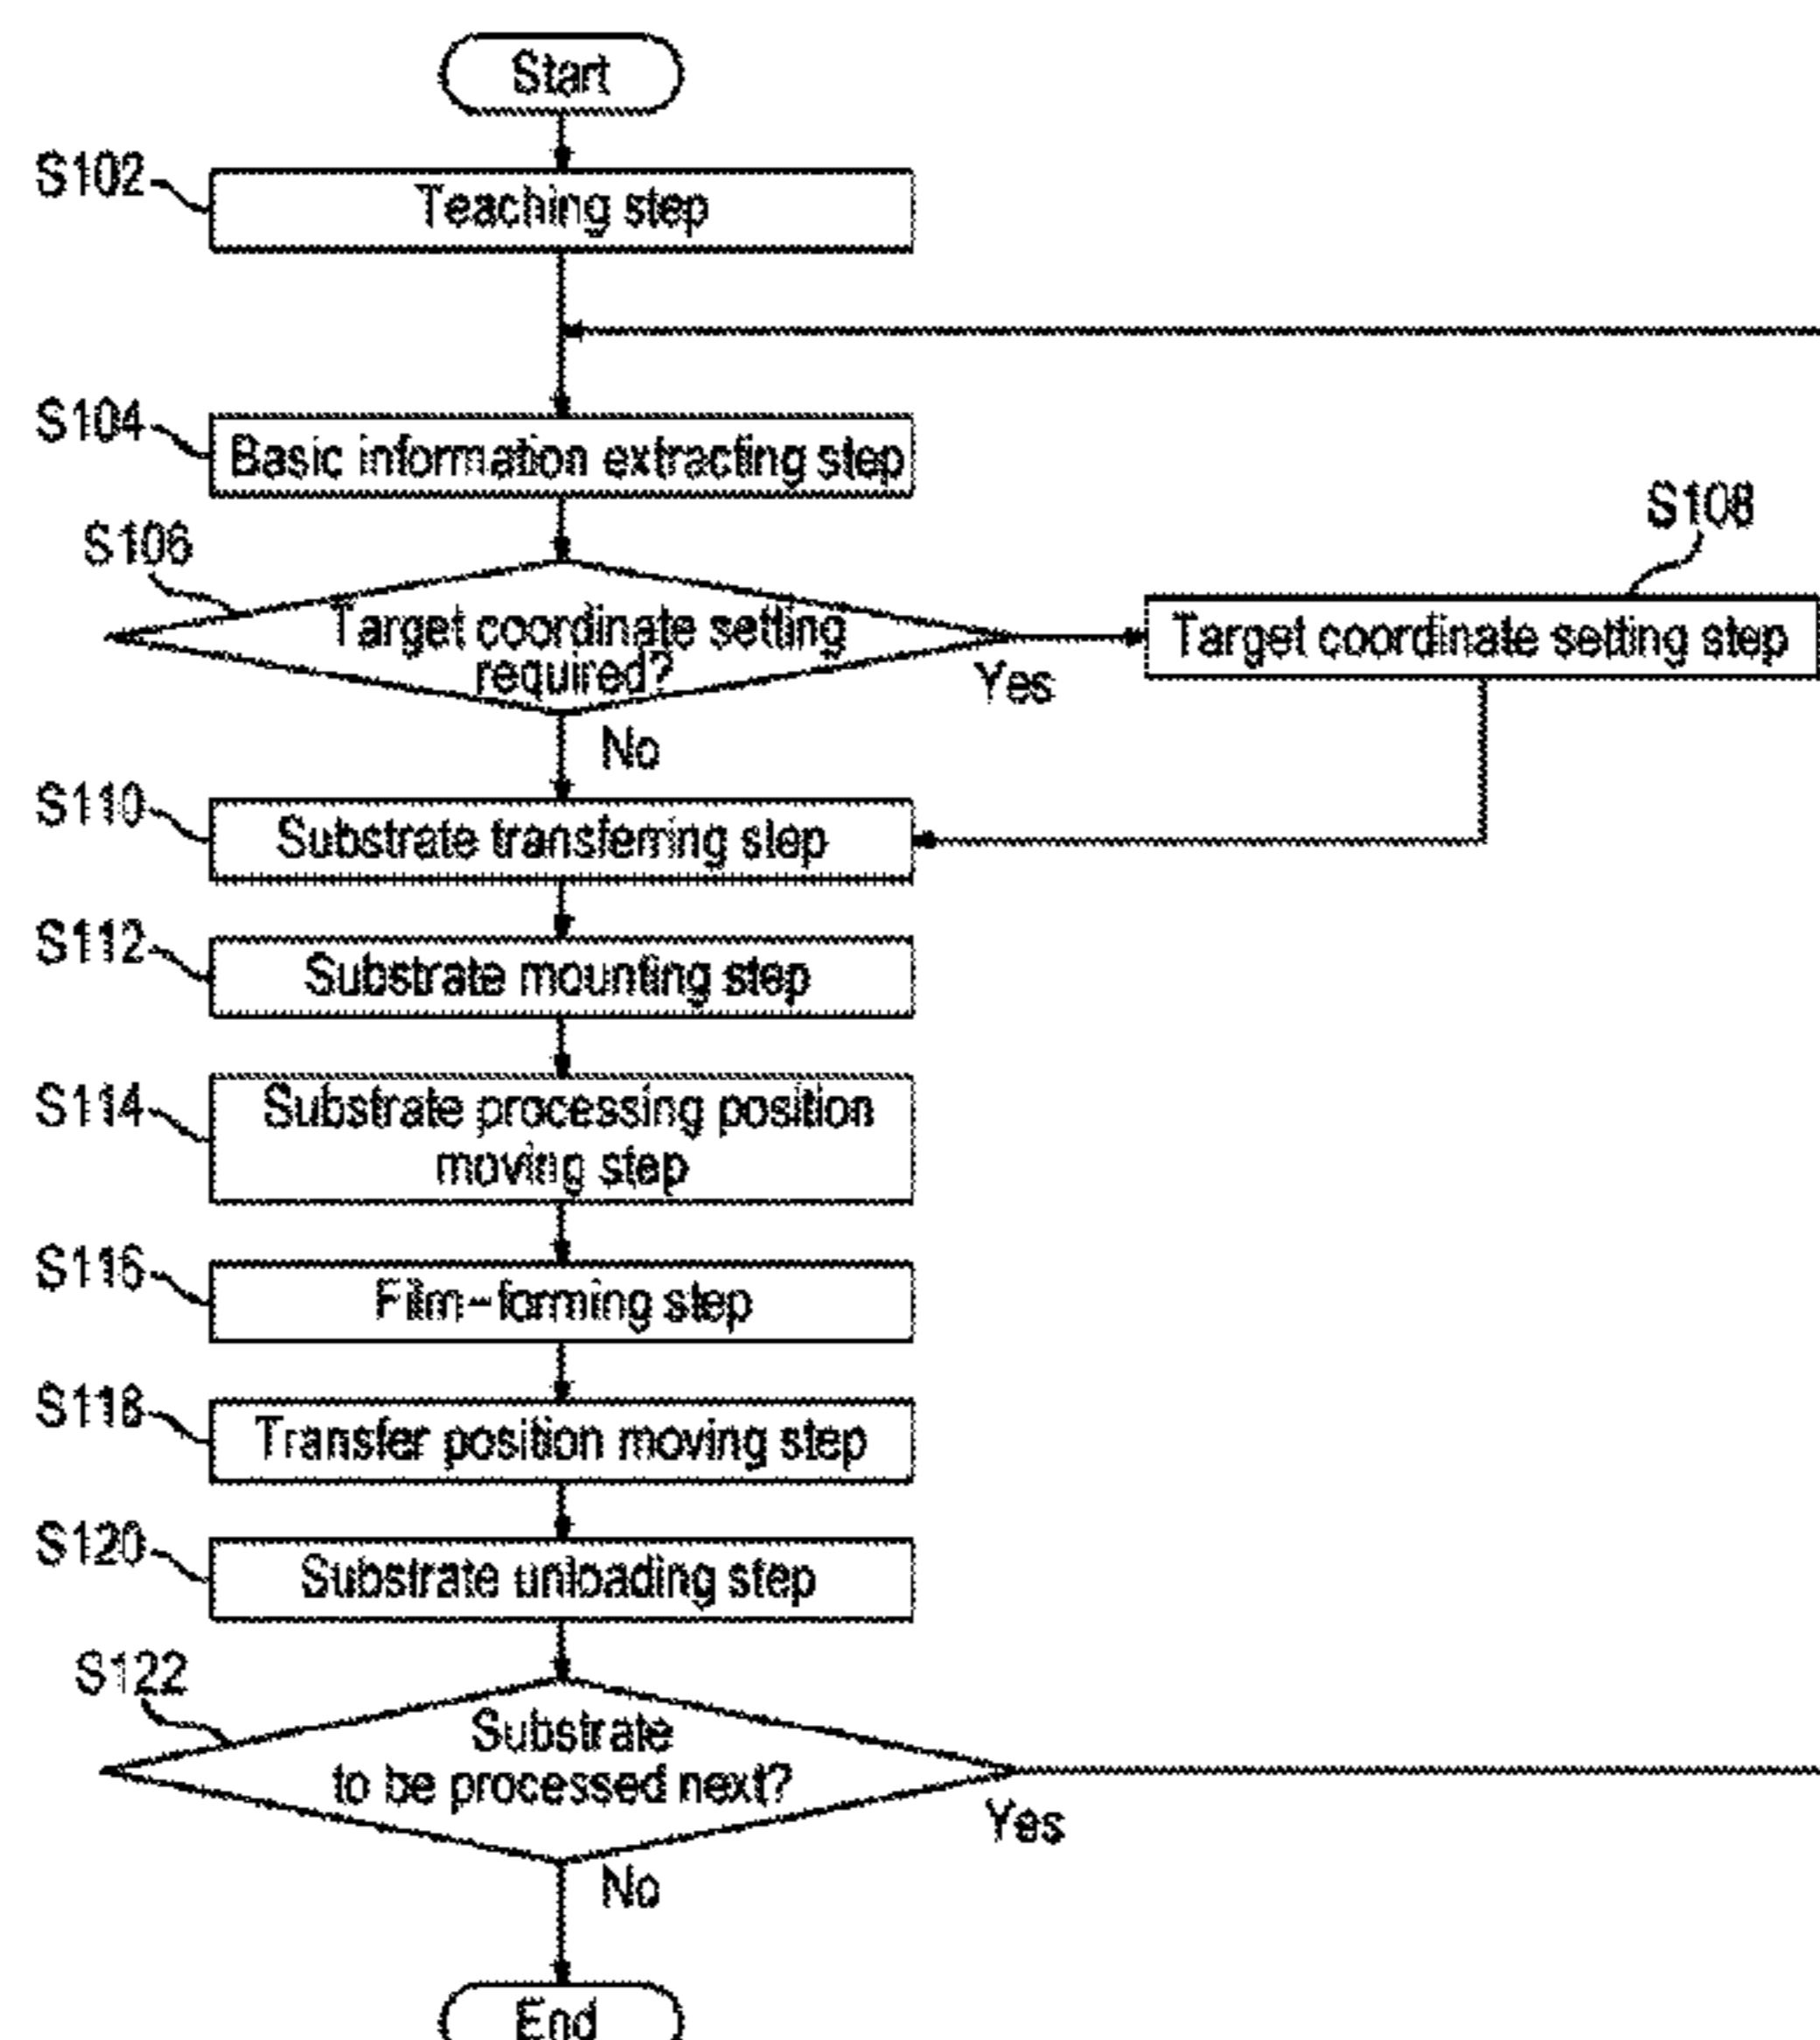 Start
S102
Teaching step
S104
Basic information extracting step
S106
Target coordinate setting
required?
Yes
S108
Target coordinate setting step
No
S110
Substrate transferring step
S112
Substrate mounting step
S114
Substrate processing position
moving step
S116
Film-forming step
S118
Transfer position moving step
S120
Substrate unloading step
S122
Substrate
to be processed next?
Yes
No
End